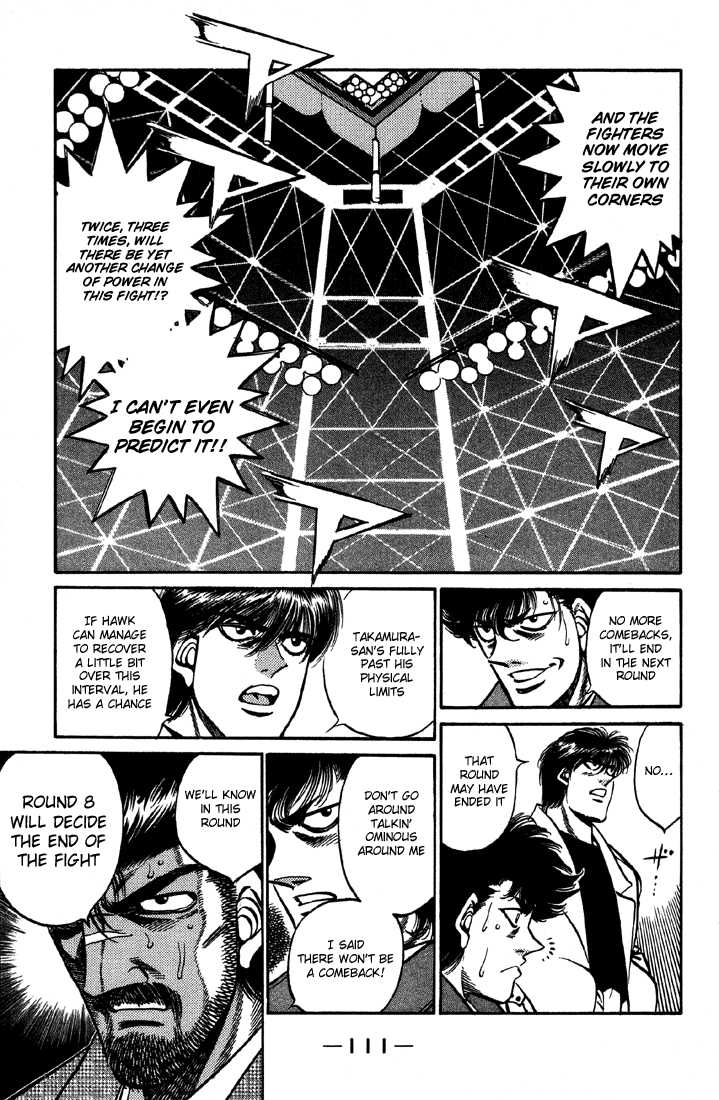 AND THE
FIGHTERS
NOW MOVE
SLOWLY TO
THEIR OWN
CORNERS
TWICE, THREE
TIMES, WILL
THERE BE YET
ANOTHER CHANGE
OF POWER IN
THIS FIGHT!?
I CAN'T EVEN
BEGIN TO
PREDICT IT!!
NO MORE
COMEBACKS,
IT'LL END
IN THE NEXT
ROUND
TAKAMURA-
SAN'S FULLY
PAST HIS
PHYSICAL
LIMITS
IF HAWK
CAN MANAGE
TO RECOVER
A LITTLE BIT
OVER THIS
INTERVAL, HE
HAS A CHANCE
NO...
THAT
ROUND
MAY HAVE
ENDED IT
ザッ…
DON'T GO
AROUND
TALKIN'
OMINOUS
AROUND ME
I SAID
THERE WON'T BE
A COMEBACK!
WE'LL KNOW
IN THIS
ROUND
ROUND 8
WILL DECIDE
THE END OF
THE FIGHT
—111—